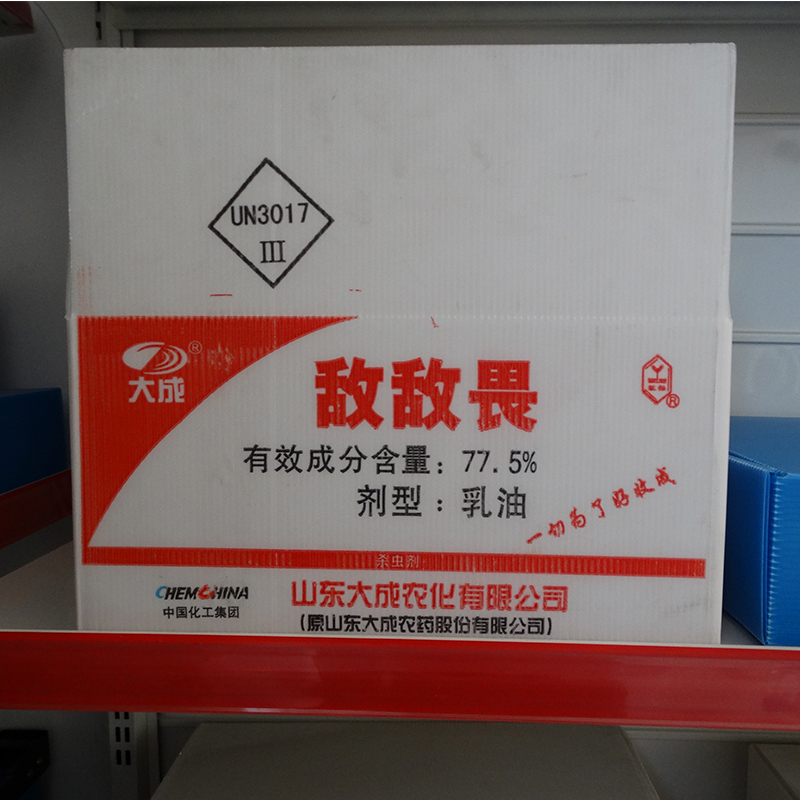 UN3017
III
大成®
敌敌畏
®
有效成分含量：77.5%
剂型：乳油
一切为了好收成
杀虫剂
CHEMCHINA
中国化工集团
山东大成农化有限公司
(原山东大成农药股份有限公司)